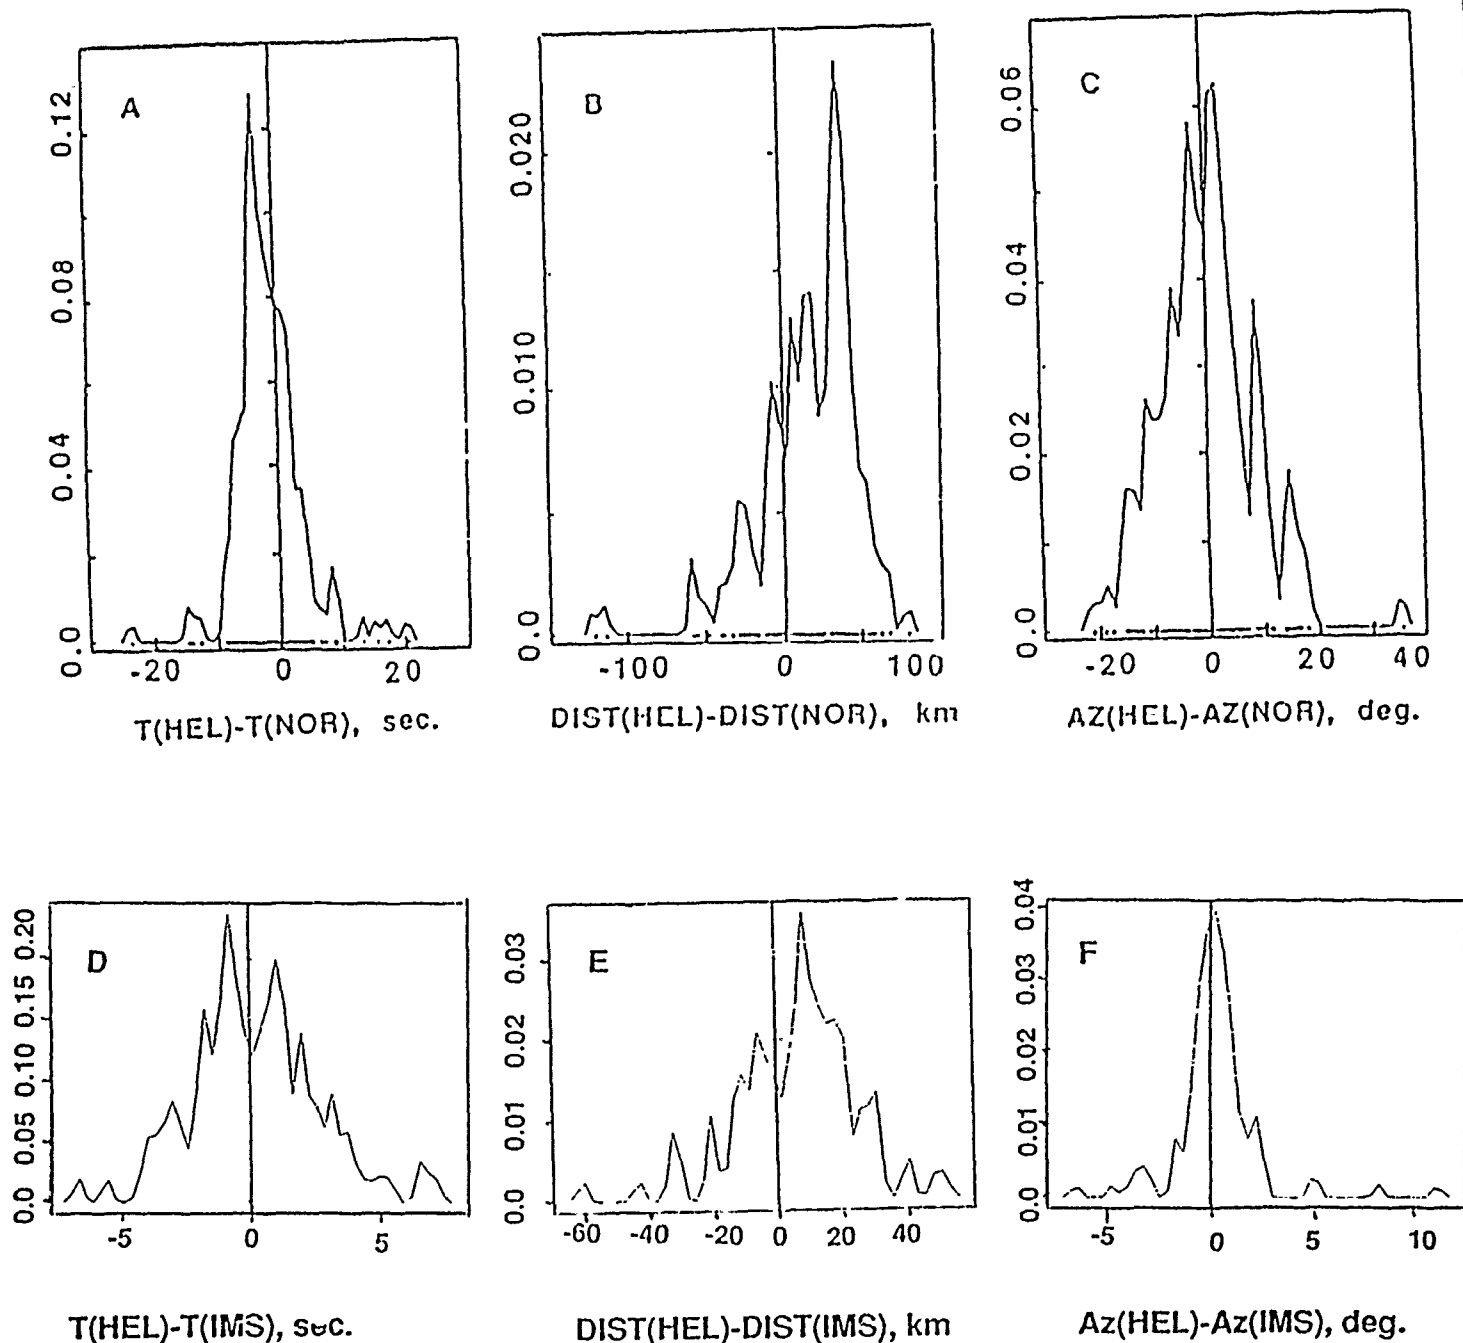 A
0.12
0.08
0.04
0.0
-20 0 20
T(HEL)-T(NOR), sec.
B
0.020
0.010
0.0
-100 0 100
DIST(HEL)-DIST(NOR), km
C
0.06
0.04
0.02
0.0
-20 0 20 40
AZ(HEL)-AZ(NOR), deg.
D
0.20
0.15
0.10
0.05
0.0
-5 0 5
T(HEL)-T(IMS), sec.
E
0.03
0.02
0.01
0.0
-60 -40 -20 0 20 40
DIST(HEL)-DIST(IMS), km
F
0.04
0.03
0.02
0.01
0.0
-5 0 5 10
Az(HEL)-Az(IMS), deg.